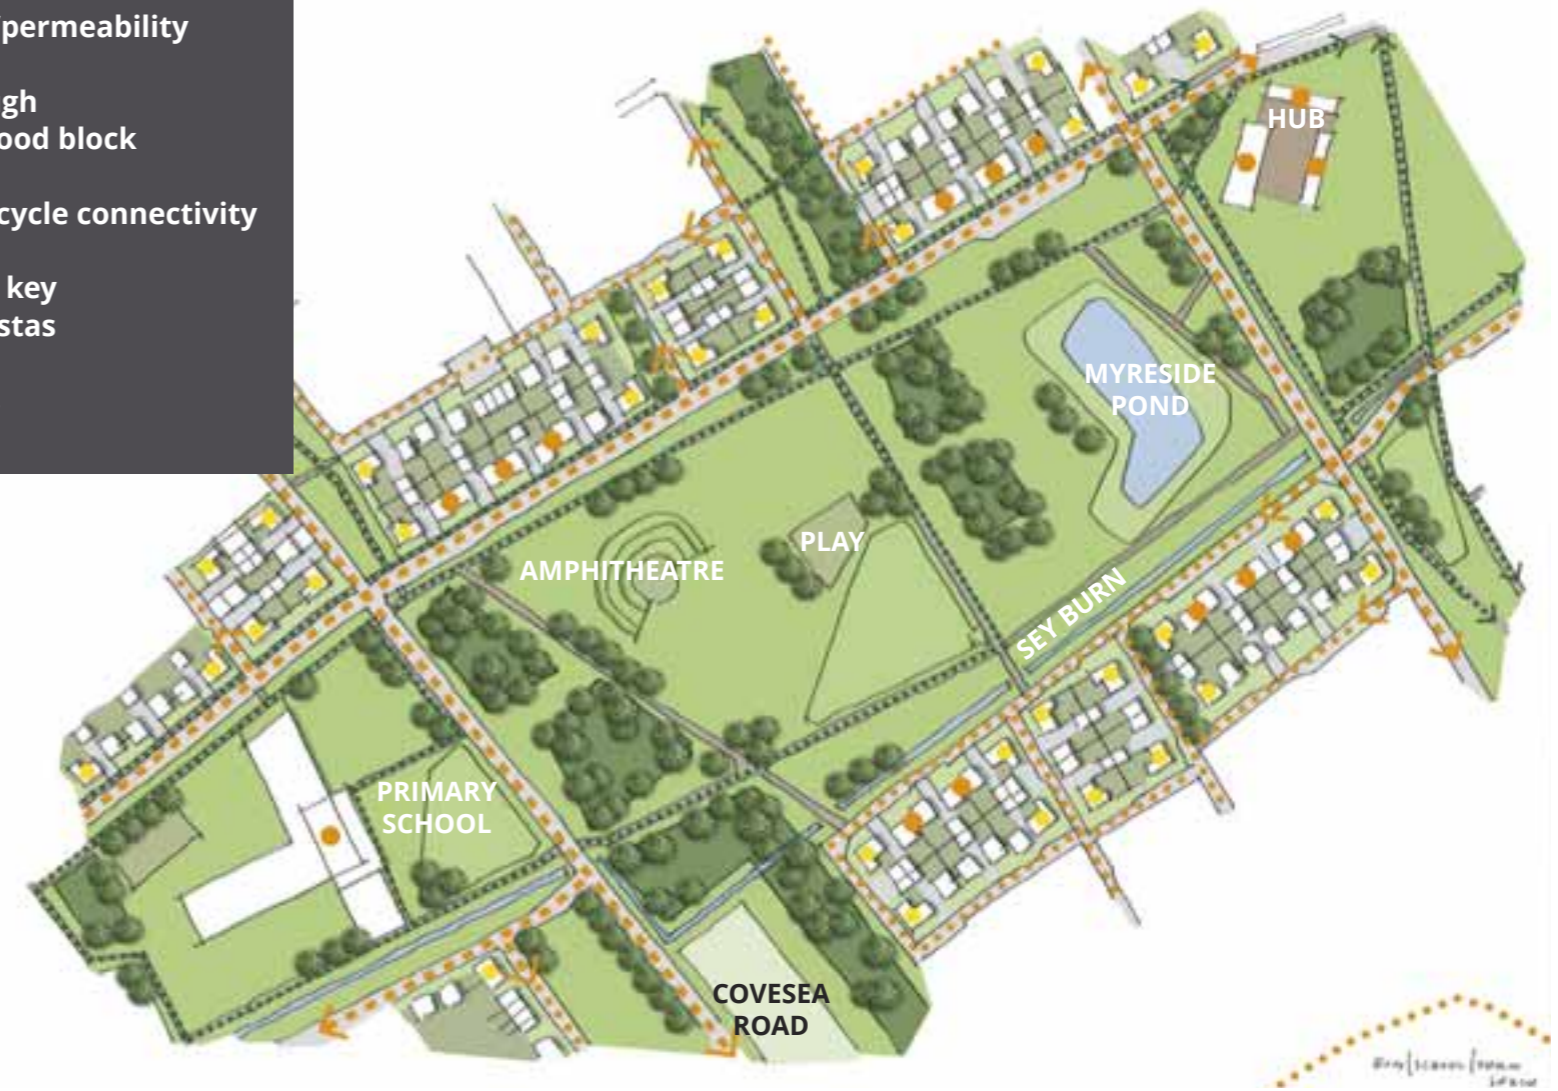 /permeability
gh
ood block
cycle connectivity
key
stas
HUB
MYRESIDE
POND
PLAY
AMPHITHEATRE
SEY BURN
PRIMARY
SCHOOL
COVESEA
ROAD